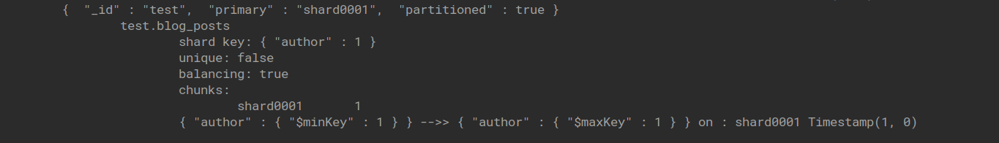 {  "_id" : "test",  "primary" : "shard0001",  "partitioned" : true }
test.blog_posts
shard key: { "author" : 1 }
unique: false
balancing: true
chunks:
shard0001       1
{ "author" : { "$minKey" : 1 } } -->> { "author" : { "$maxKey" : 1 } } on : shard0001 Timestamp(1, 0)